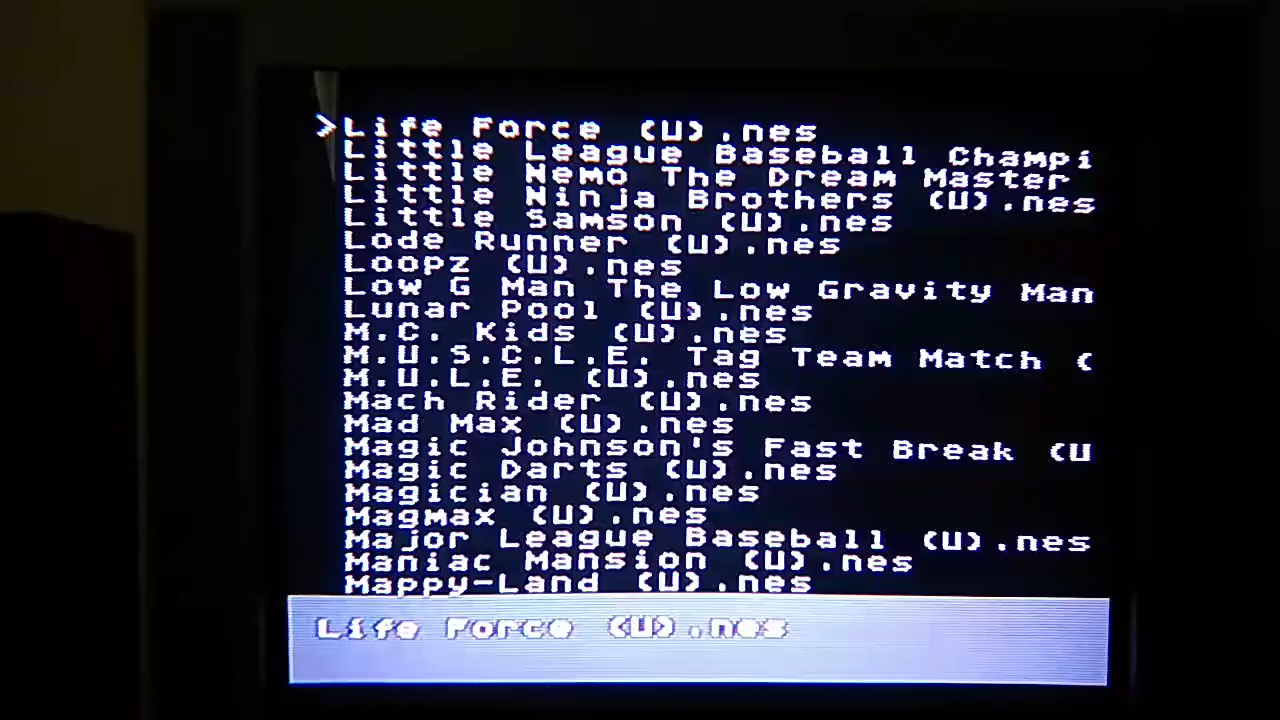 >Life Force (U).nes
Little League Baseball Champi
Little Nemo The Dream Master
Little Ninja Brothers (U).nes
Little Samson (U).nes
Lode Runner (U).nes
Loopz (U).nes
Low G Man The Low Gravity Man
Lunar Pool (U).nes
M.C. Kids (U).nes
M.U.S.C.L.E. Tag Team Match (
M.U.L.E. (U).nes
Mach Rider (U).nes
Mad Max (U).nes
Magic Johnson's Fast Break (U
Magic Darts (U).nes
Magician (U).nes
Magmax (U).nes
Major League Baseball (U).nes
Maniac Mansion (U).nes
Mappy-Land (U).nes
Life Force (U).nes